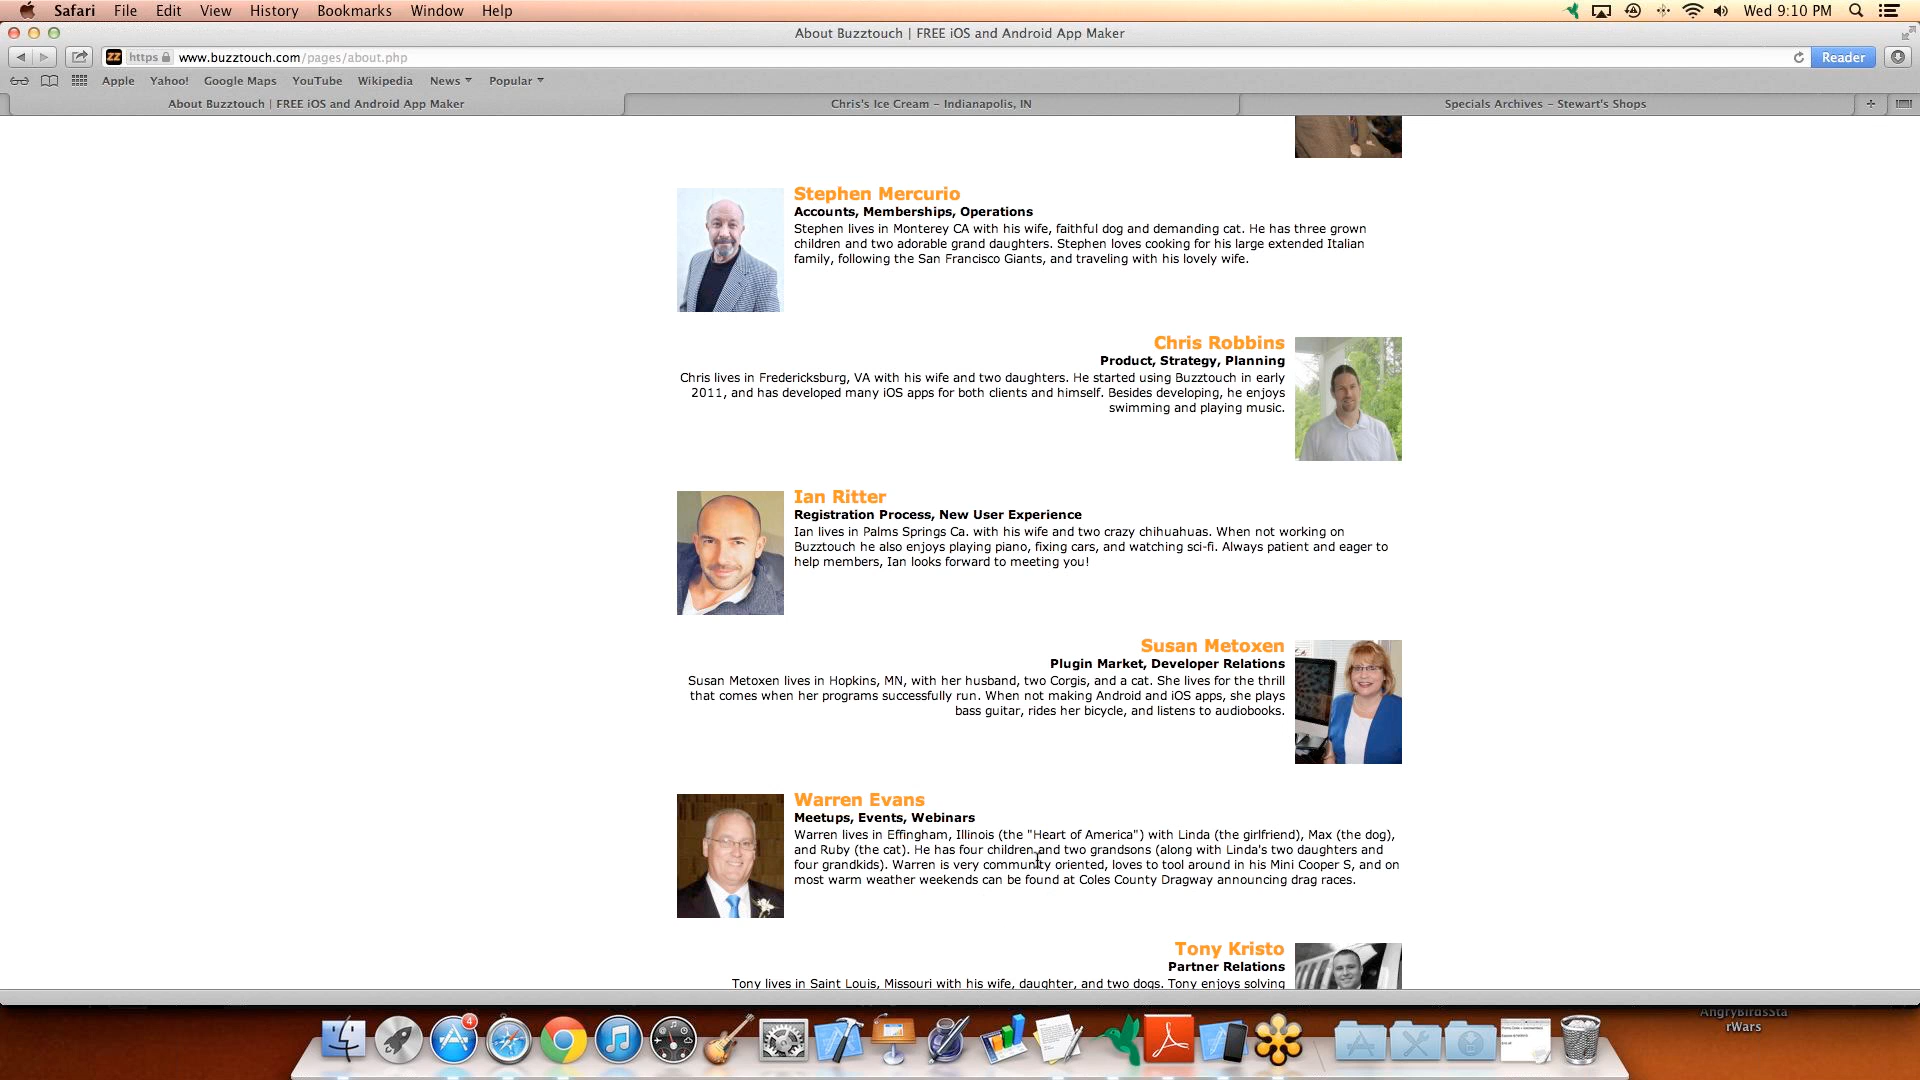 Safari File Edit View History Bookmarks Window Help Wed 9:10 PM
About Buzztouch | FREE iOS and Android App Maker
https www.buzztouch.com/pages/about.php Reader
Apple Yahoo! Google Maps YouTube Wikipedia News Popular
About Buzztouch | FREE iOS and Android App Maker Chris's Ice Cream – Indianapolis, IN Specials Archives – Stewart's Shops
Stephen Mercurio
Accounts, Memberships, Operations
Stephen lives in Monterey CA with his wife, faithful dog and demanding cat. He has three grown
children and two adorable grand daughters. Stephen loves cooking for his large extended Italian
family, following the San Francisco Giants, and traveling with his lovely wife.
Chris Robbins
Product, Strategy, Planning
Chris lives in Fredericksburg, VA with his wife and two daughters. He started using Buzztouch in early
2011, and has developed many iOS apps for both clients and himself. Besides developing, he enjoys
swimming and playing music.
Ian Ritter
Registration Process, New User Experience
Ian lives in Palms Springs Ca. with his wife and two crazy chihuahuas. When not working on
Buzztouch he also enjoys playing piano, fixing cars, and watching sci-fi. Always patient and eager to
help members, Ian looks forward to meeting you!
Susan Metoxen
Plugin Market, Developer Relations
Susan Metoxen lives in Hopkins, MN, with her husband, two Corgis, and a cat. She lives for the thrill
that comes when her programs successfully run. When not making Android and iOS apps, she plays
bass guitar, rides her bicycle, and listens to audiobooks.
Warren Evans
Meetups, Events, Webinars
Warren lives in Effingham, Illinois (the "Heart of America") with Linda (the girlfriend), Max (the dog),
and Ruby (the cat). He has four children and two grandsons (along with Linda's two daughters and
four grandkids). Warren is very community oriented, loves to tool around in his Mini Cooper S, and on
most warm weather weekends can be found at Coles County Dragway announcing drag races.
Tony Kristo
Partner Relations
Tony lives in Saint Louis, Missouri with his wife, daughter, and two dogs. Tony enjoys solving
4
AngryBirdsSta
rWars